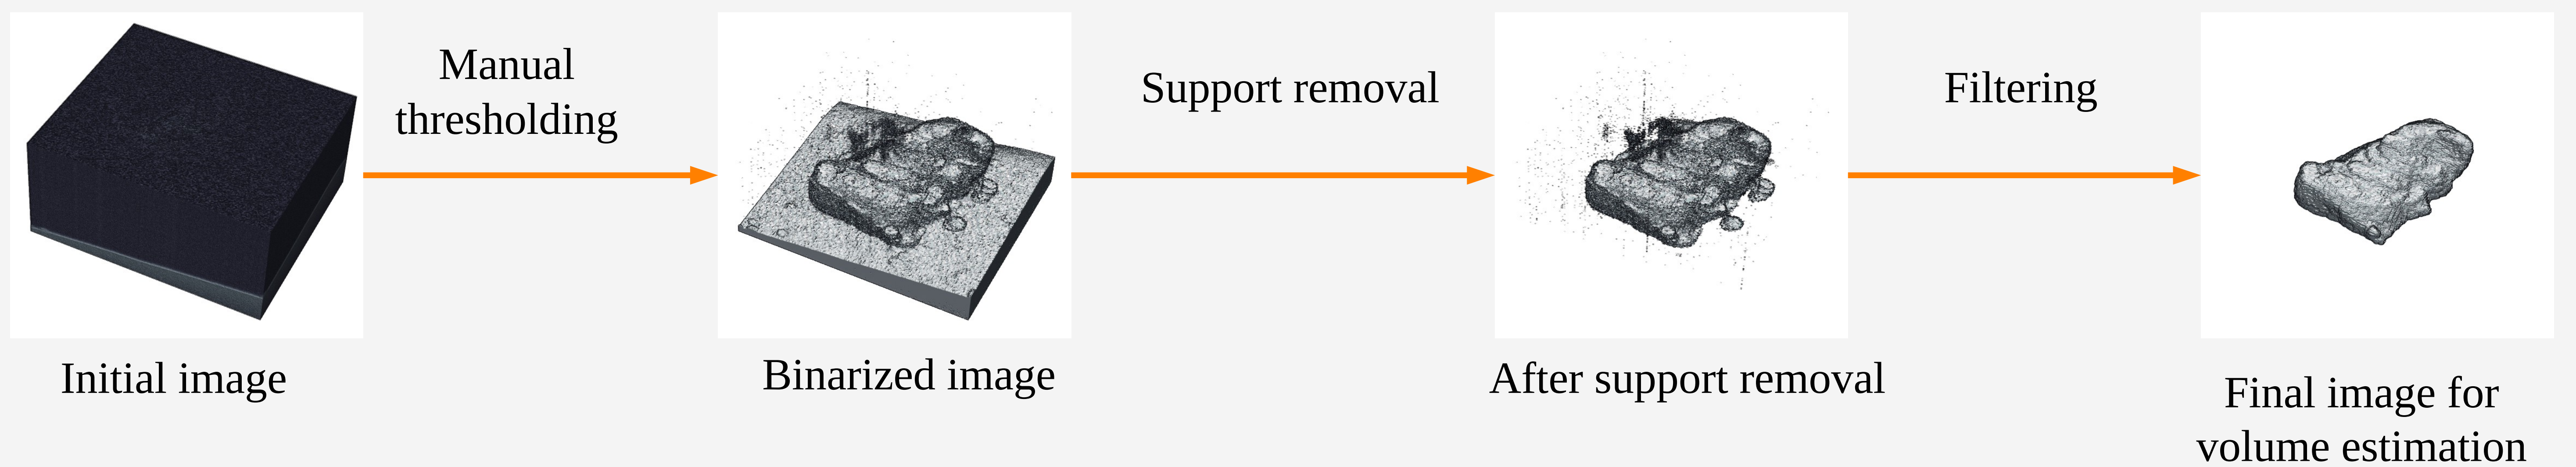 Manual
thresholding
Support removal
Filtering
Initial image
Binarized image
After support removal
Final image for
volume estimation